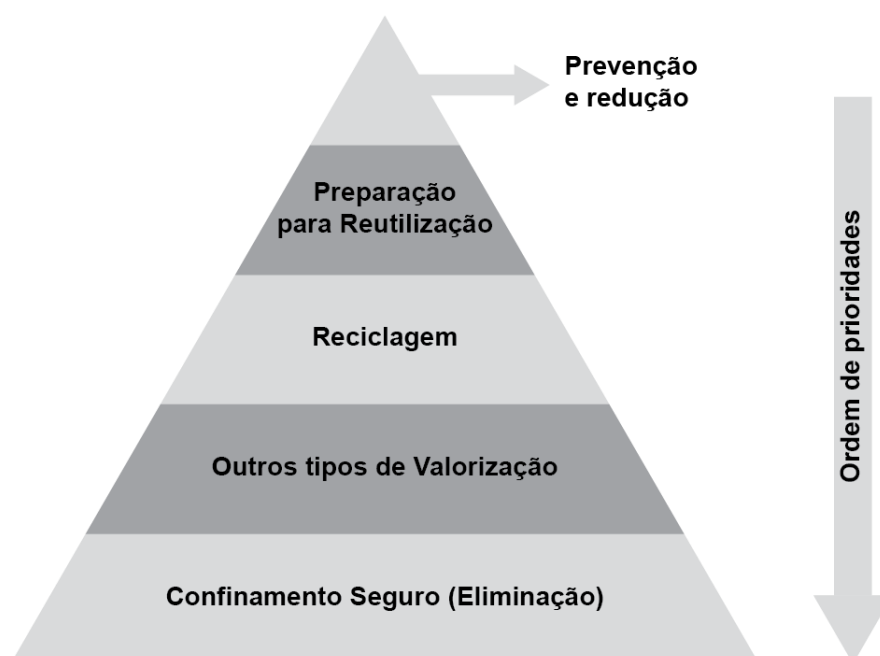 Prevenção
e redução
Preparação
para Reutilização
Reciclagem
Outros tipos de Valorização
Confinamento Seguro (Eliminação)
Ordem de prioridades